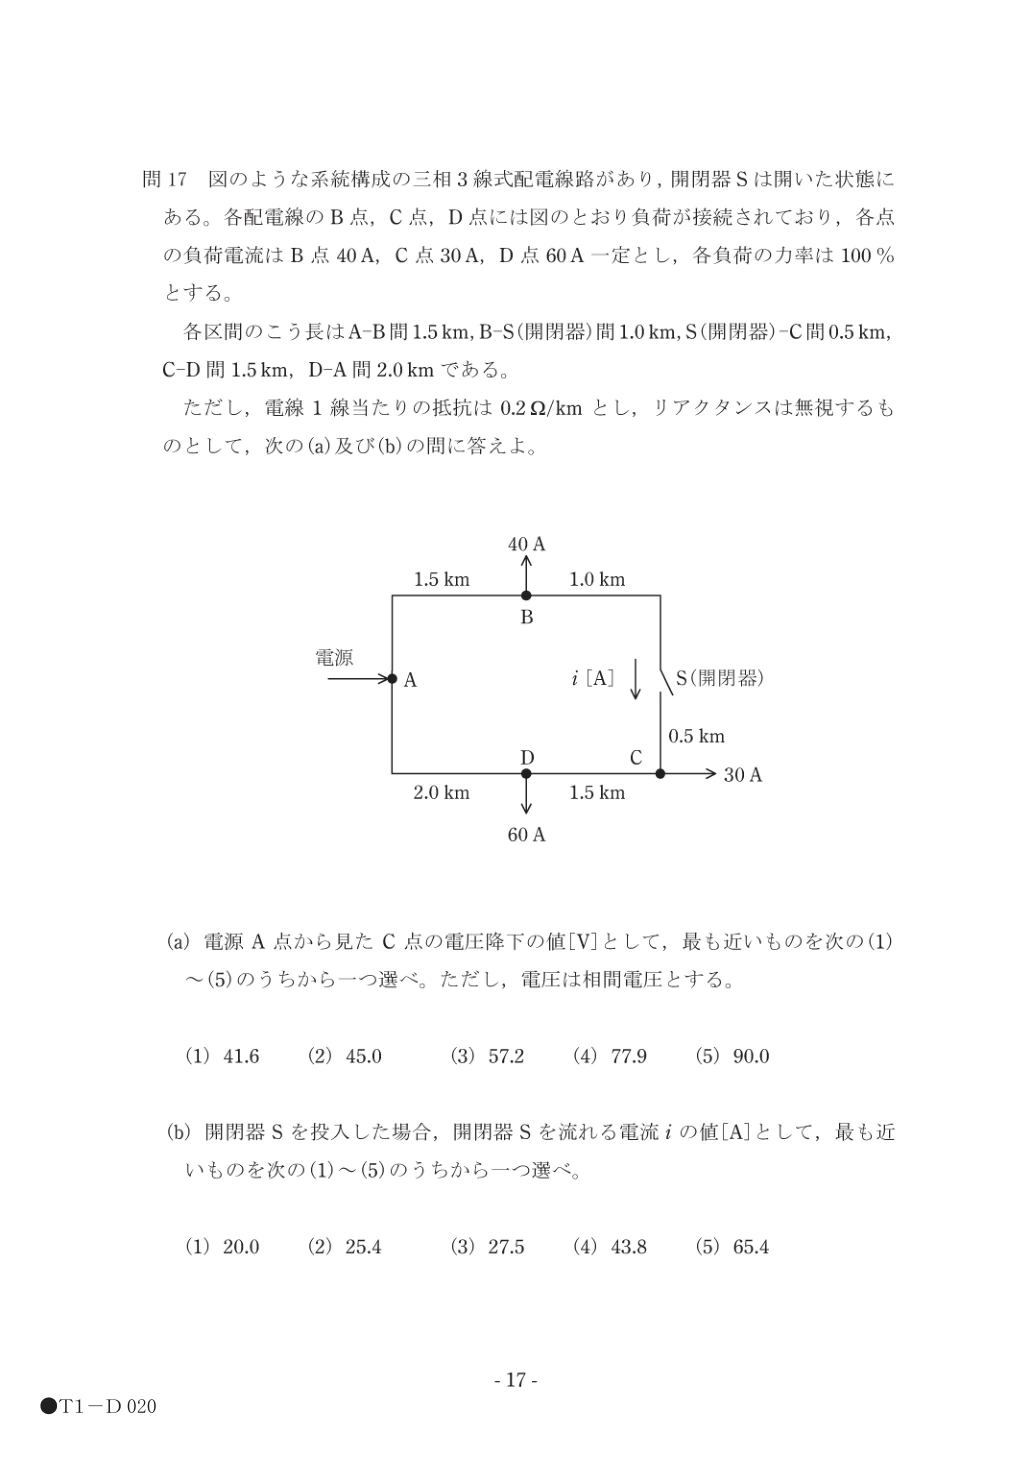 問 17 図のような系統構成の三相 3 線式配電線路があり，開閉器 S は開いた状態に
ある。各配電線の B 点，C 点，D 点には図のとおり負荷が接続されており，各点
の負荷電流は B 点 40 A，C 点 30 A，D 点 60 A 一定とし，各負荷の力率は 100 %
とする。
各区間のこう長は A-B 間 1.5 km, B-S(開閉器)間 1.0 km, S(開閉器)-C 間 0.5 km,
C-D 間 1.5 km，D-A 間 2.0 km である。
ただし，電線 1 線当たりの抵抗は 0.2 Ω/km とし，リアクタンスは無視するも
のとして，次の(a)及び(b)の問に答えよ。
40 A
1.5 km 1.0 km
B
電源
A
i [A]
S(開閉器)
0.5 km
D C
30 A
2.0 km 1.5 km
60 A
(a) 電源 A 点から見た C 点の電圧降下の値[V]として，最も近いものを次の(1)
～(5)のうちから一つ選べ。ただし，電圧は相間電圧とする。
(1) 41.6 (2) 45.0 (3) 57.2 (4) 77.9 (5) 90.0
(b) 開閉器 S を投入した場合，開閉器 S を流れる電流 i の値[A]として，最も近
いものを次の(1)～(5)のうちから一つ選べ。
(1) 20.0 (2) 25.4 (3) 27.5 (4) 43.8 (5) 65.4
- 17 -
●T1－D 020